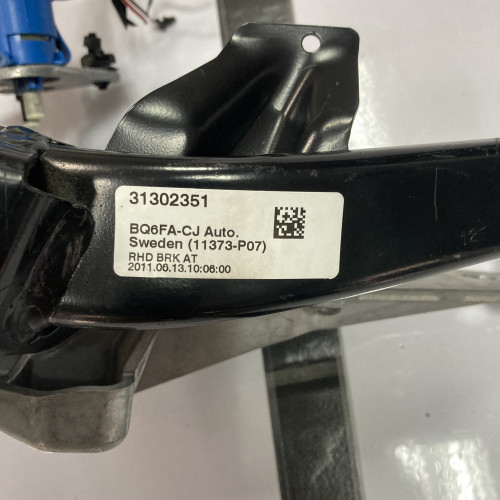 31302351
BQ6FA-CJ Auto.
Sweden (11373-P07)
RHD BRK AT
2011.06.13.10:06:00